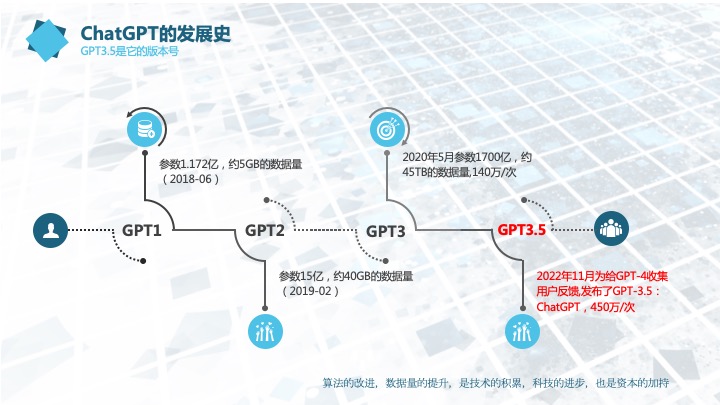 ChatGPT的发展史
GPT3.5是它的版本号
参数1.172亿，约5GB的数据量
（2018-06）
2020年5月参数1700亿，约
45TB的数据量,140万/次
GPT1
GPT2
GPT3
GPT3.5
参数15亿，约40GB的数据量
（2019-02）
2022年11月为给GPT-4收集
用户反馈,发布了GPT-3.5：
ChatGPT，450万/次
算法的改进，数据量的提升，是技术的积累，科技的进步，也是资本的加持